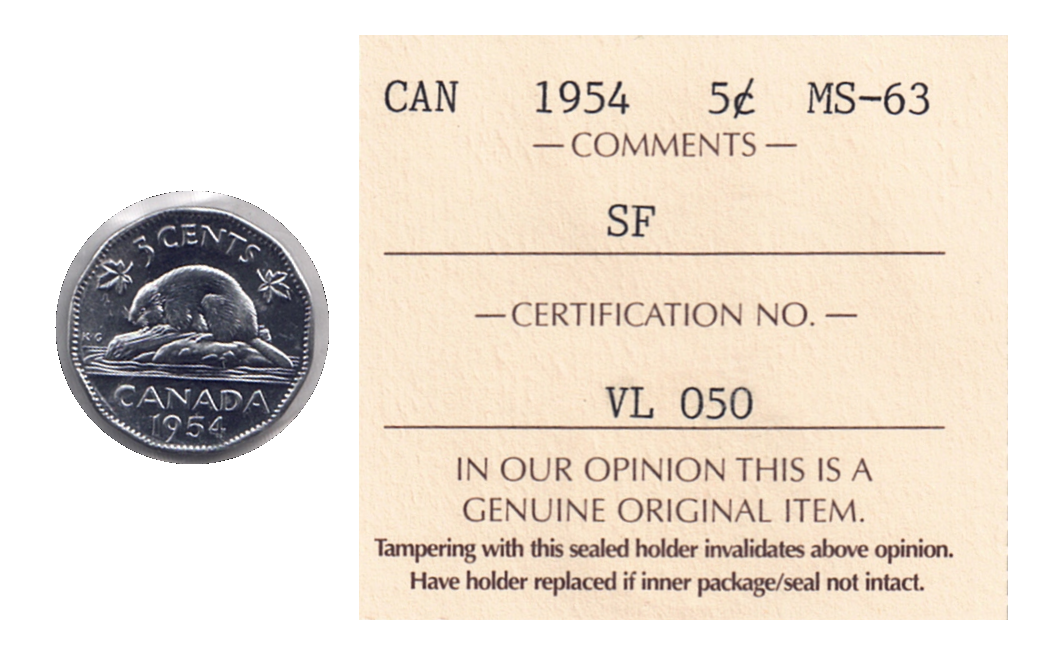 5 CENTS
K G
CANADA
1954
CAN 1954 5¢ MS-63
— COMMENTS —
SF
— CERTIFICATION NO. —
VL 050
IN OUR OPINION THIS IS A
GENUINE ORIGINAL ITEM.
Tampering with this sealed holder invalidates above opinion.
Have holder replaced if inner package/seal not intact.